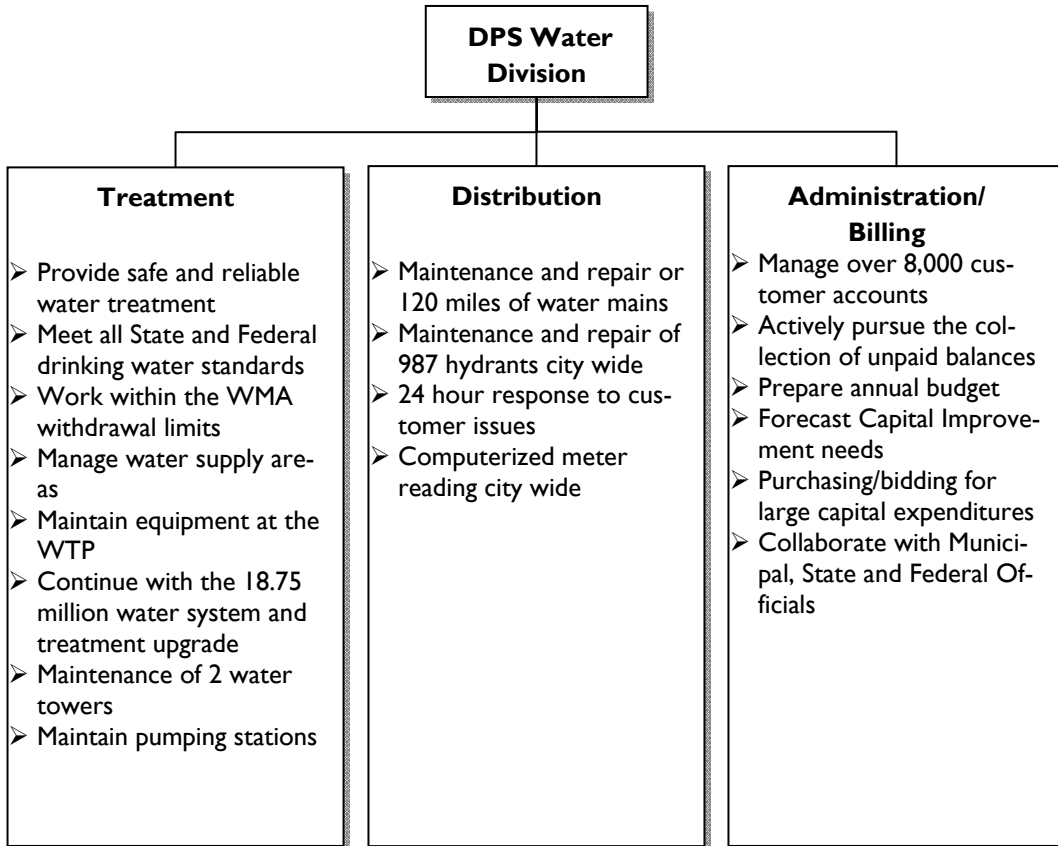 DPS Water
Division
Treatment
➢ Provide safe and reliable
water treatment
➢ Meet all State and Federal
drinking water standards
➢ Work within the WMA
withdrawal limits
➢ Manage water supply are-
as
➢ Maintain equipment at the
WTP
➢ Continue with the 18.75
million water system and
treatment upgrade
➢ Maintenance of 2 water
towers
➢ Maintain pumping stations
Distribution
➢ Maintenance and repair or
120 miles of water mains
➢ Maintenance and repair of
987 hydrants city wide
➢ 24 hour response to cus-
tomer issues
➢ Computerized meter
reading city wide
Administration/
Billing
➢ Manage over 8,000 cus-
tomer accounts
➢ Actively pursue the col-
lection of unpaid balances
➢ Prepare annual budget
➢ Forecast Capital Improve-
ment needs
➢ Purchasing/bidding for
large capital expenditures
➢ Collaborate with Munici-
pal, State and Federal Of-
ficials